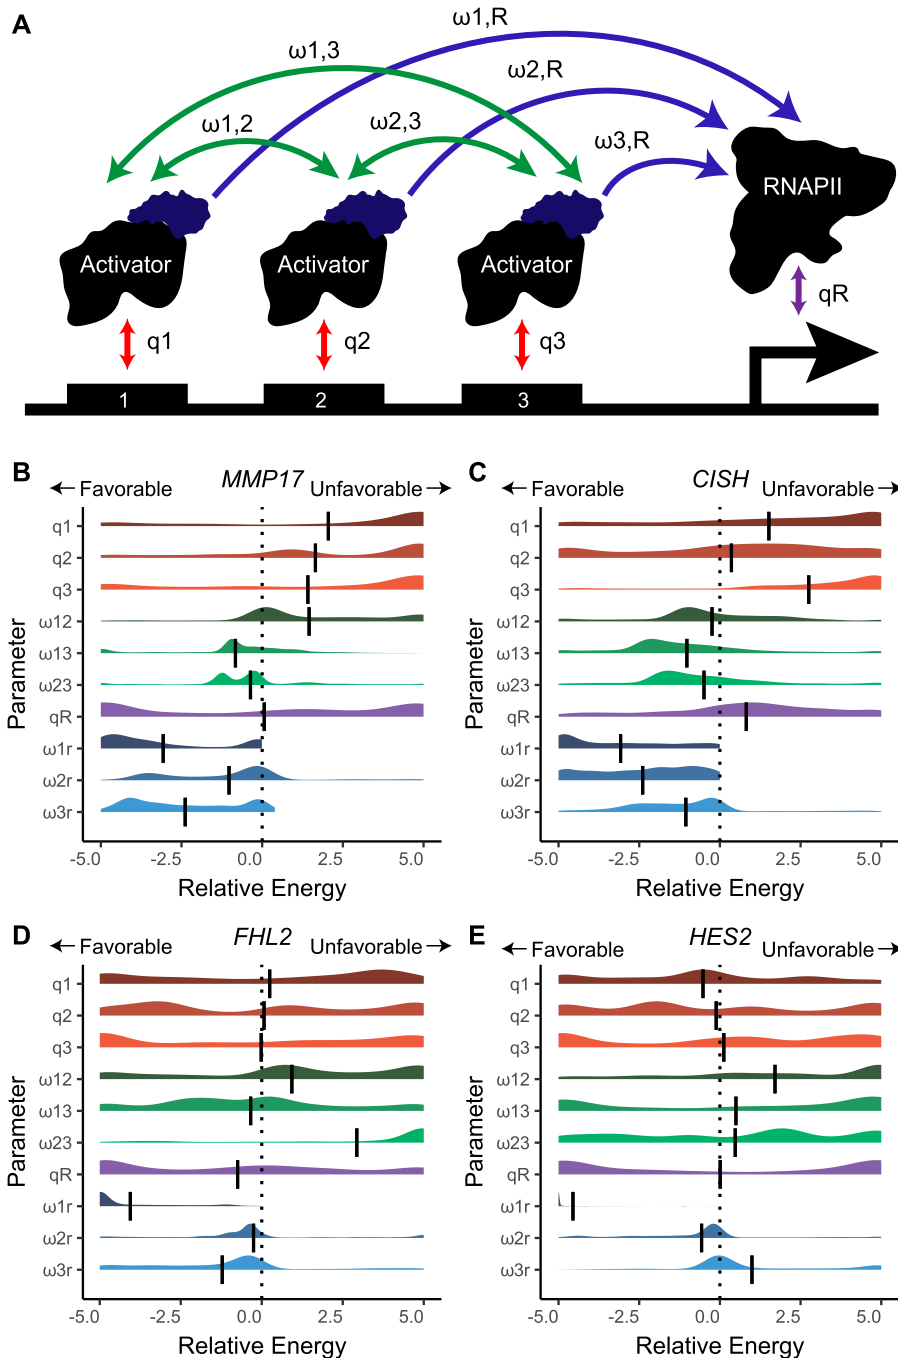 A
ω1,R
ω1,3
ω2,R
ω1,2
ω2,3
ω3,R
RNAPII
Activator
Activator
Activator
qR
q1
q2
q3
1
2
3
B
MMP17
← Favorable
Unfavorable →
q1
q2
q3
ω12
ω13
ω23
qR
ω1r
ω2r
ω3r
Parameter
-5.0
-2.5
0.0
2.5
5.0
Relative Energy
C
CISH
← Favorable
Unfavorable →
q1
q2
q3
ω12
ω13
ω23
qR
ω1r
ω2r
ω3r
Parameter
-5.0
-2.5
0.0
2.5
5.0
Relative Energy
D
FHL2
← Favorable
Unfavorable →
q1
q2
q3
ω12
ω13
ω23
qR
ω1r
ω2r
ω3r
Parameter
-5.0
-2.5
0.0
2.5
5.0
Relative Energy
E
HES2
← Favorable
Unfavorable →
q1
q2
q3
ω12
ω13
ω23
qR
ω1r
ω2r
ω3r
Parameter
-5.0
-2.5
0.0
2.5
5.0
Relative Energy